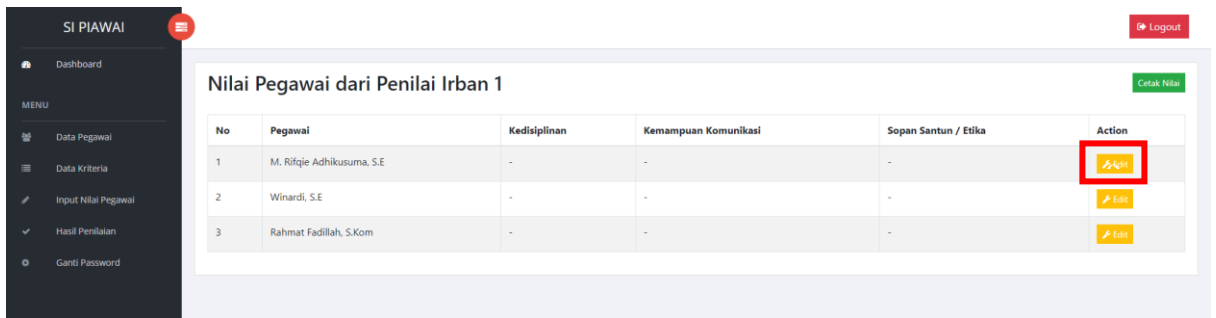 SI PIAWAI
Logout
Dashboard
MENU
Data Pegawai
Data Kriteria
Input Nilai Pegawai
Hasil Penilaian
Ganti Password
Nilai Pegawai dari Penilai Irban 1
Cetak Nilai
No Pegawai Kedisiplinan Kemampuan Komunikasi Sopan Santun / Etika Action
1 M. Rifqie Adhikusuma, S.E - - - Edit
2 Winardi, S.E - - - Edit
3 Rahmat Fadillah, S.Kom - - - Edit